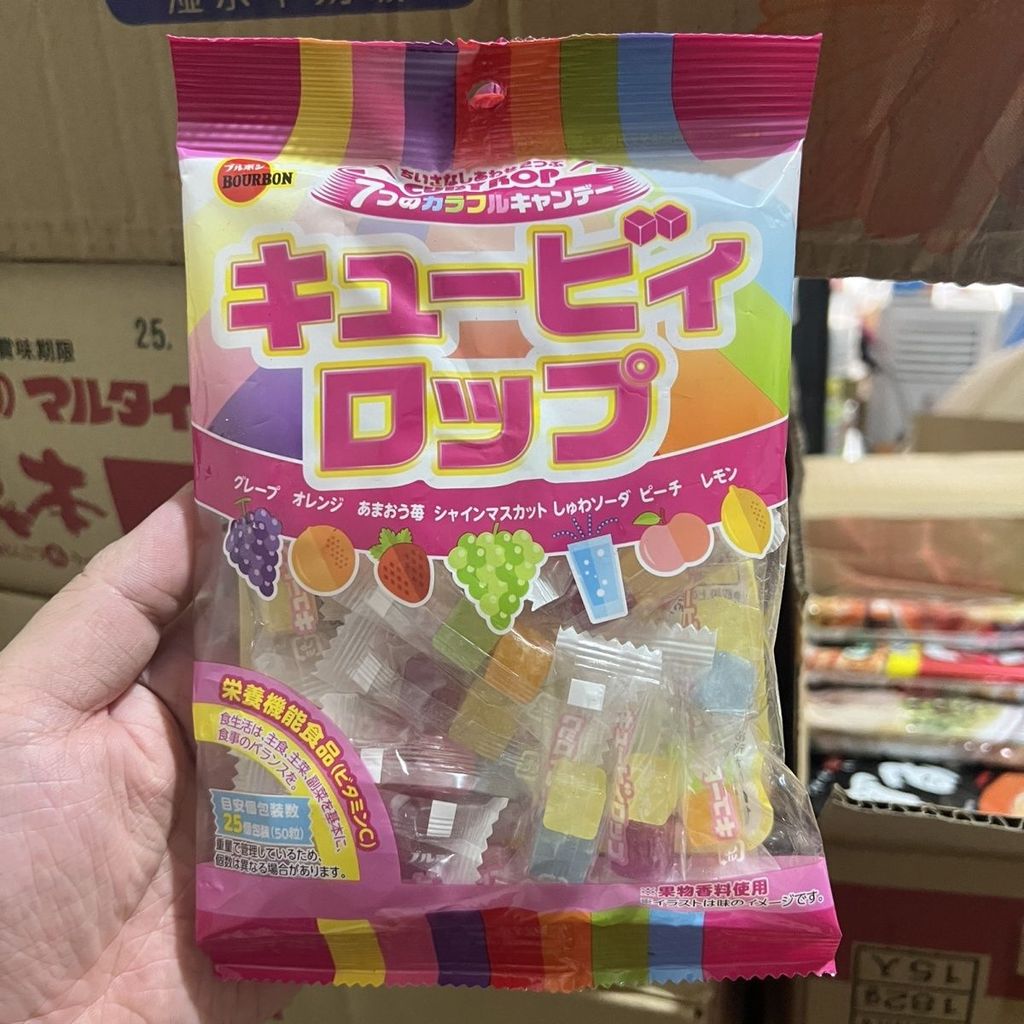 ブルボン
BOURBON
ちいさなしあわせ2つぶ
7つのカラフルキャンデー
キュービィ
ロップ
グレープ オレンジ あまおう苺 シャインマスカット しゅわソーダ ピーチ レモン
栄養機能食品(ビタミンC)
食生活は、主食、主菜、副菜を基本に、
食事のバランスを。
目安個包装数
25個包装(50粒)
重量で管理しているため、
個数は異なる場合があります。
※果物香料使用
※イラストは味のイメージです。
賞味期限
25.
マルタイ
15入